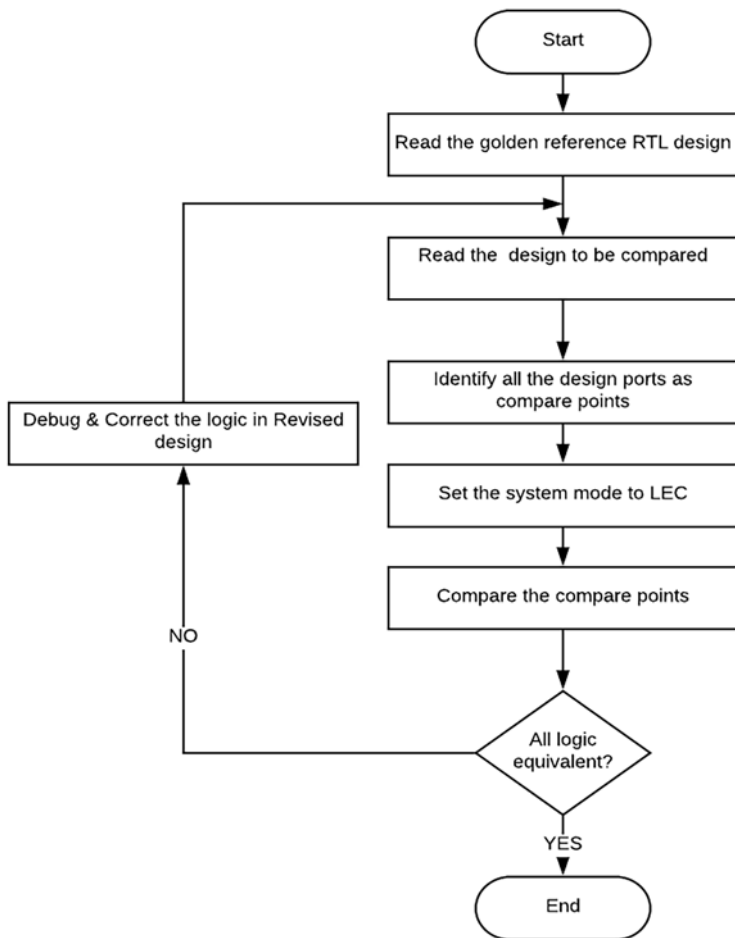 Start
Read the golden reference RTL design
Read the  design to be compared
Identify all the design ports as
compare points
Debug & Correct the logic in Revised
design
Set the system mode to LEC
Compare the compare points
NO
All logic
equivalent?
YES
End